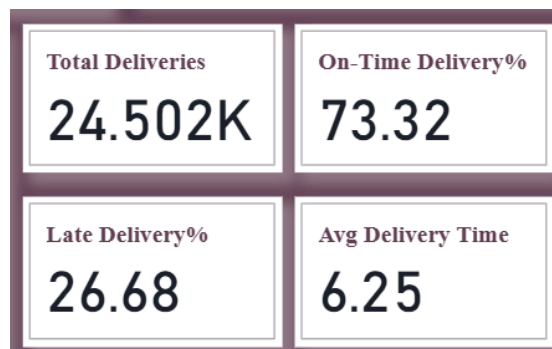 Total Deliveries
24.502K
On-Time Delivery%
73.32
Late Delivery%
26.68
Avg Delivery Time
6.25